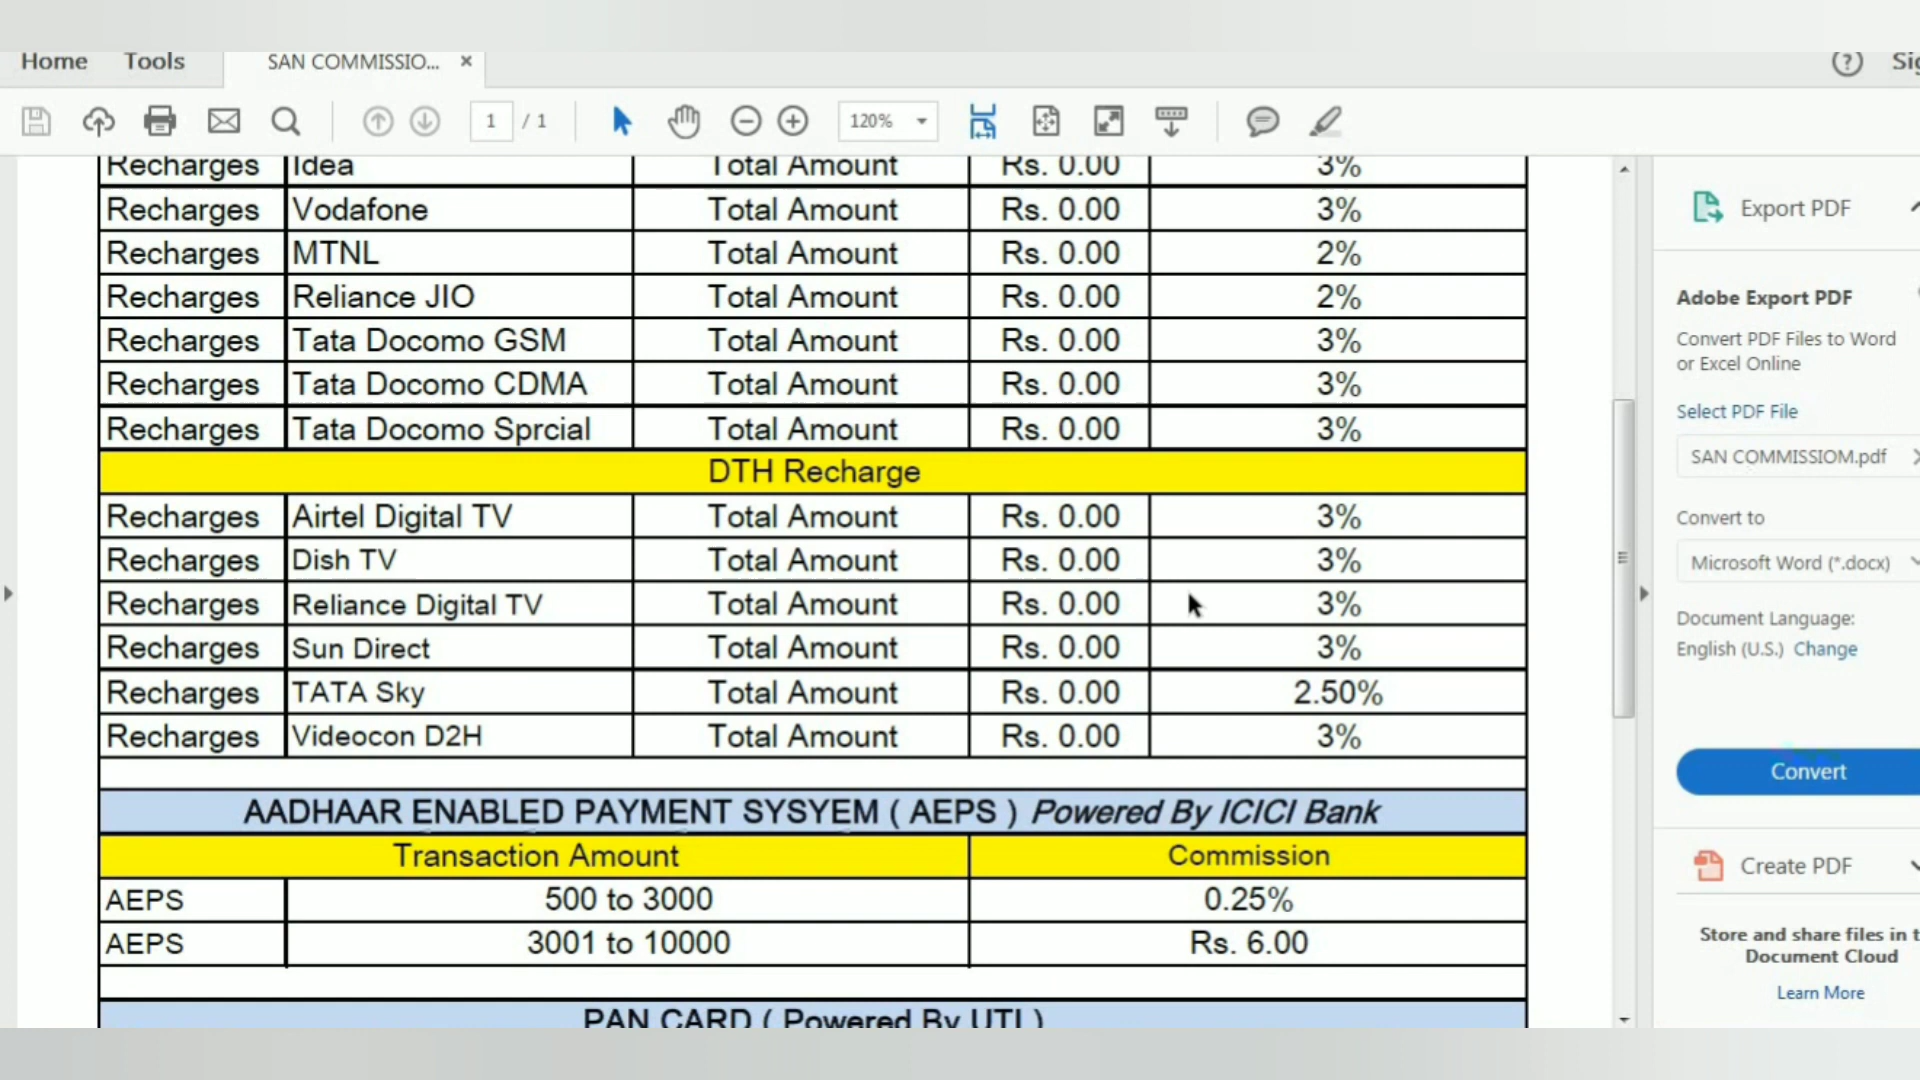 Home Tools SAN COMMISSIO... × ? Sig
1 / 1 120%
Recharges Idea Total Amount Rs. 0.00 3%
Recharges Vodafone Total Amount Rs. 0.00 3%
Recharges MTNL Total Amount Rs. 0.00 2%
Recharges Reliance JIO Total Amount Rs. 0.00 2%
Recharges Tata Docomo GSM Total Amount Rs. 0.00 3%
Recharges Tata Docomo CDMA Total Amount Rs. 0.00 3%
Recharges Tata Docomo Sprcial Total Amount Rs. 0.00 3%
DTH Recharge
Recharges Airtel Digital TV Total Amount Rs. 0.00 3%
Recharges Dish TV Total Amount Rs. 0.00 3%
Recharges Reliance Digital TV Total Amount Rs. 0.00 3%
Recharges Sun Direct Total Amount Rs. 0.00 3%
Recharges TATA Sky Total Amount Rs. 0.00 2.50%
Recharges Videocon D2H Total Amount Rs. 0.00 3%
AADHAAR ENABLED PAYMENT SYSYEM ( AEPS ) Powered By ICICI Bank
Transaction Amount Commission
AEPS 500 to 3000 0.25%
AEPS 3001 to 10000 Rs. 6.00
PAN CARD ( Powered By UTI )
Export PDF
Adobe Export PDF
Convert PDF Files to Word
or Excel Online
Select PDF File
SAN COMMISSIOM.pdf
Convert to
Microsoft Word (*.docx)
Document Language:
English (U.S.) Change
Convert
Create PDF
Store and share files in t
Document Cloud
Learn More